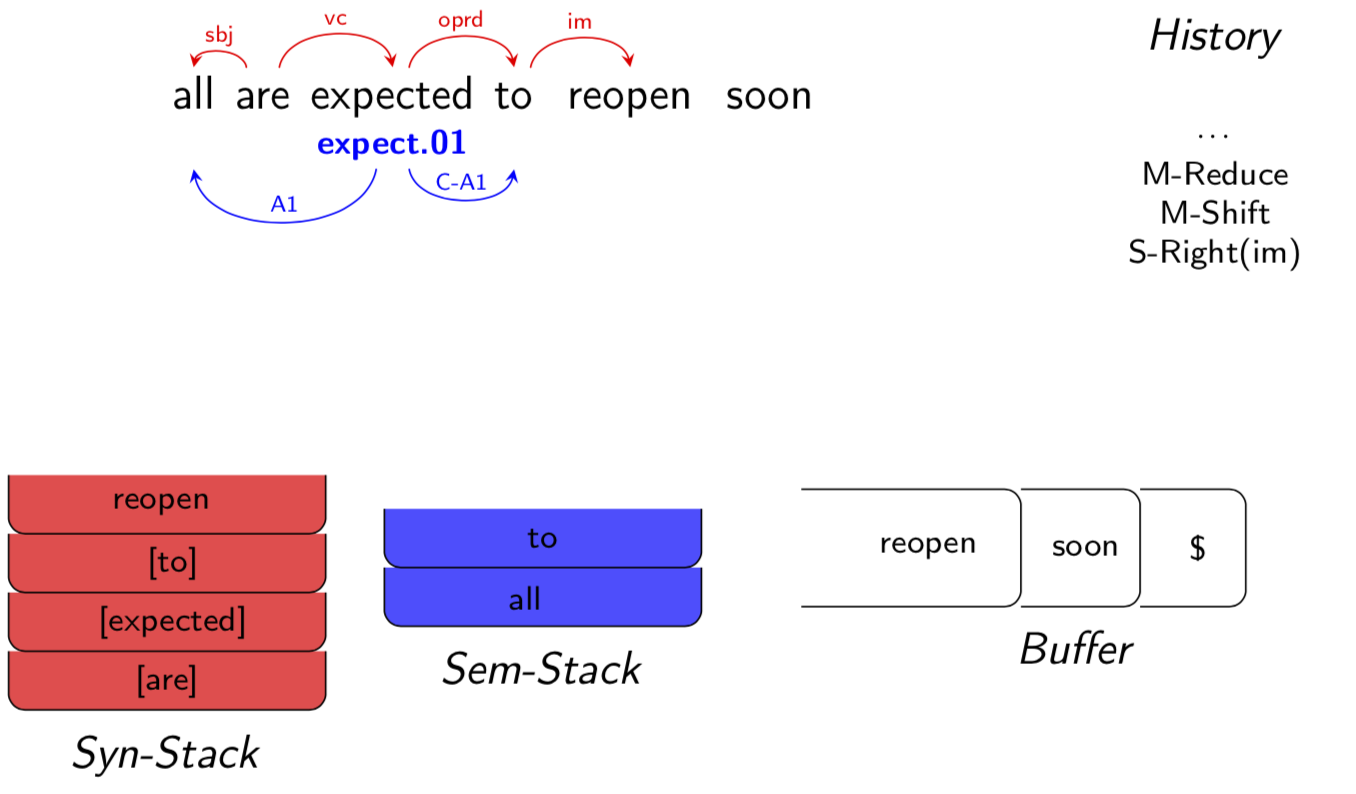 sbj vc oprd im
all are expected to reopen soon
expect.01
A1 C-A1
History
...
M-Reduce
M-Shift
S-Right(im)
reopen
[to]
[expected]
[are]
Syn-Stack
to
all
Sem-Stack
reopen soon $
Buffer